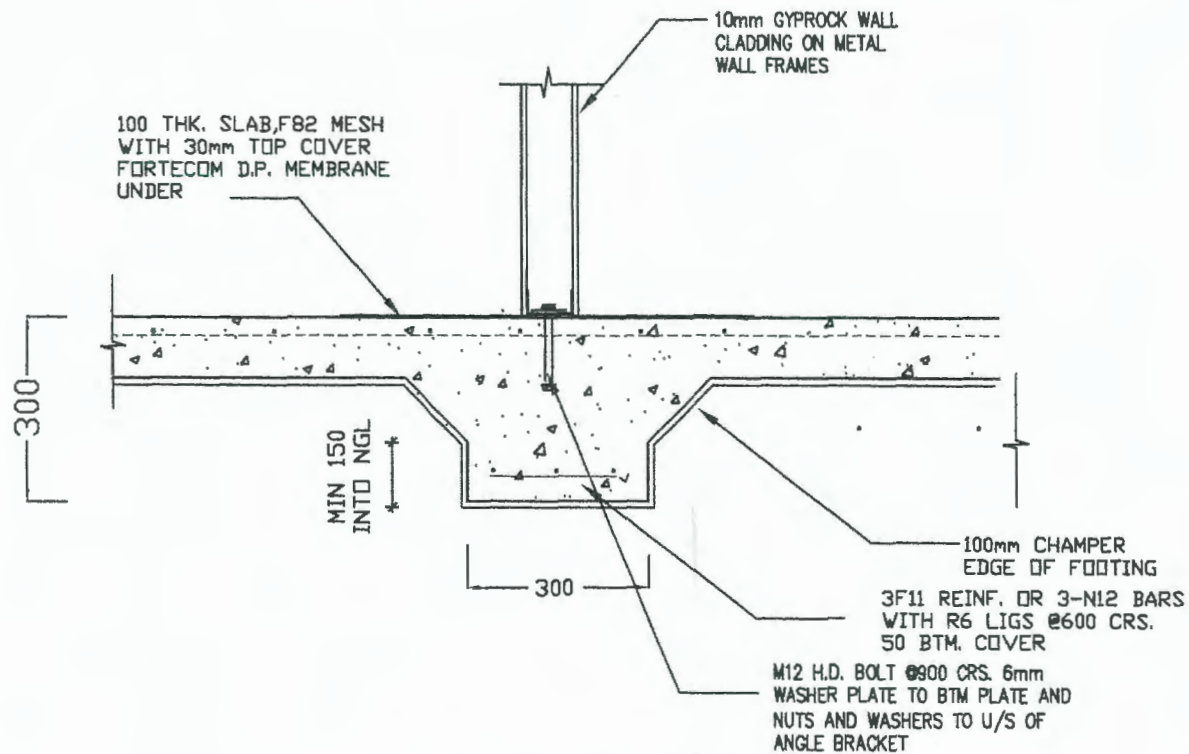 10mm GYPROCK WALL
CLADDING ON METAL
WALL FRAMES
100 THK. SLAB,F82 MESH
WITH 30mm TOP COVER
FORTECOM D.P. MEMBRANE
UNDER
300
MIN 150
INTO NGL
300
100mm CHAMPER
EDGE OF FOOTING
3F11 REINF. OR 3-N12 BARS
WITH R6 LIGS @600 CRS.
50 BTM. COVER
M12 H.D. BOLT @900 CRS. 6mm
WASHER PLATE TO BTM PLATE AND
NUTS AND WASHERS TO U/S OF
ANGLE BRACKET